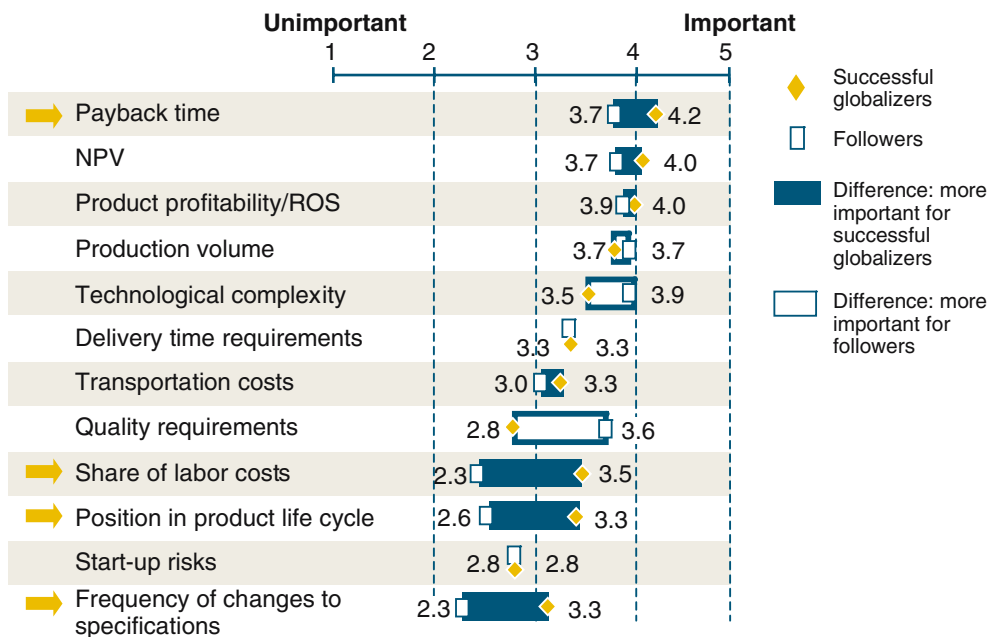 Unimportant Important
1 2 3 4 5
Payback time 3.7 4.2
NPV 3.7 4.0
Product profitability/ROS 3.9 4.0
Production volume 3.7 3.7
Technological complexity 3.5 3.9
Delivery time requirements 3.3 3.3
Transportation costs 3.0 3.3
Quality requirements 2.8 3.6
Share of labor costs 2.3 3.5
Position in product life cycle 2.6 3.3
Start-up risks 2.8 2.8
Frequency of changes to
specifications 2.3 3.3
Successful
globalizers
Followers
Difference: more
important for
successful
globalizers
Difference: more
important for
followers